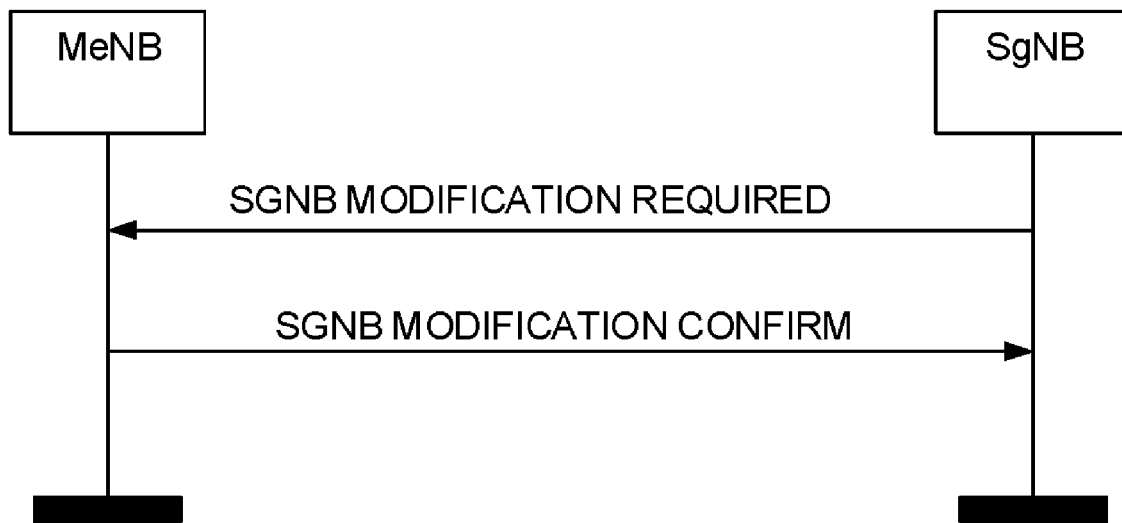 MeNB
SgNB
SGNB MODIFICATION REQUIRED
SGNB MODIFICATION CONFIRM